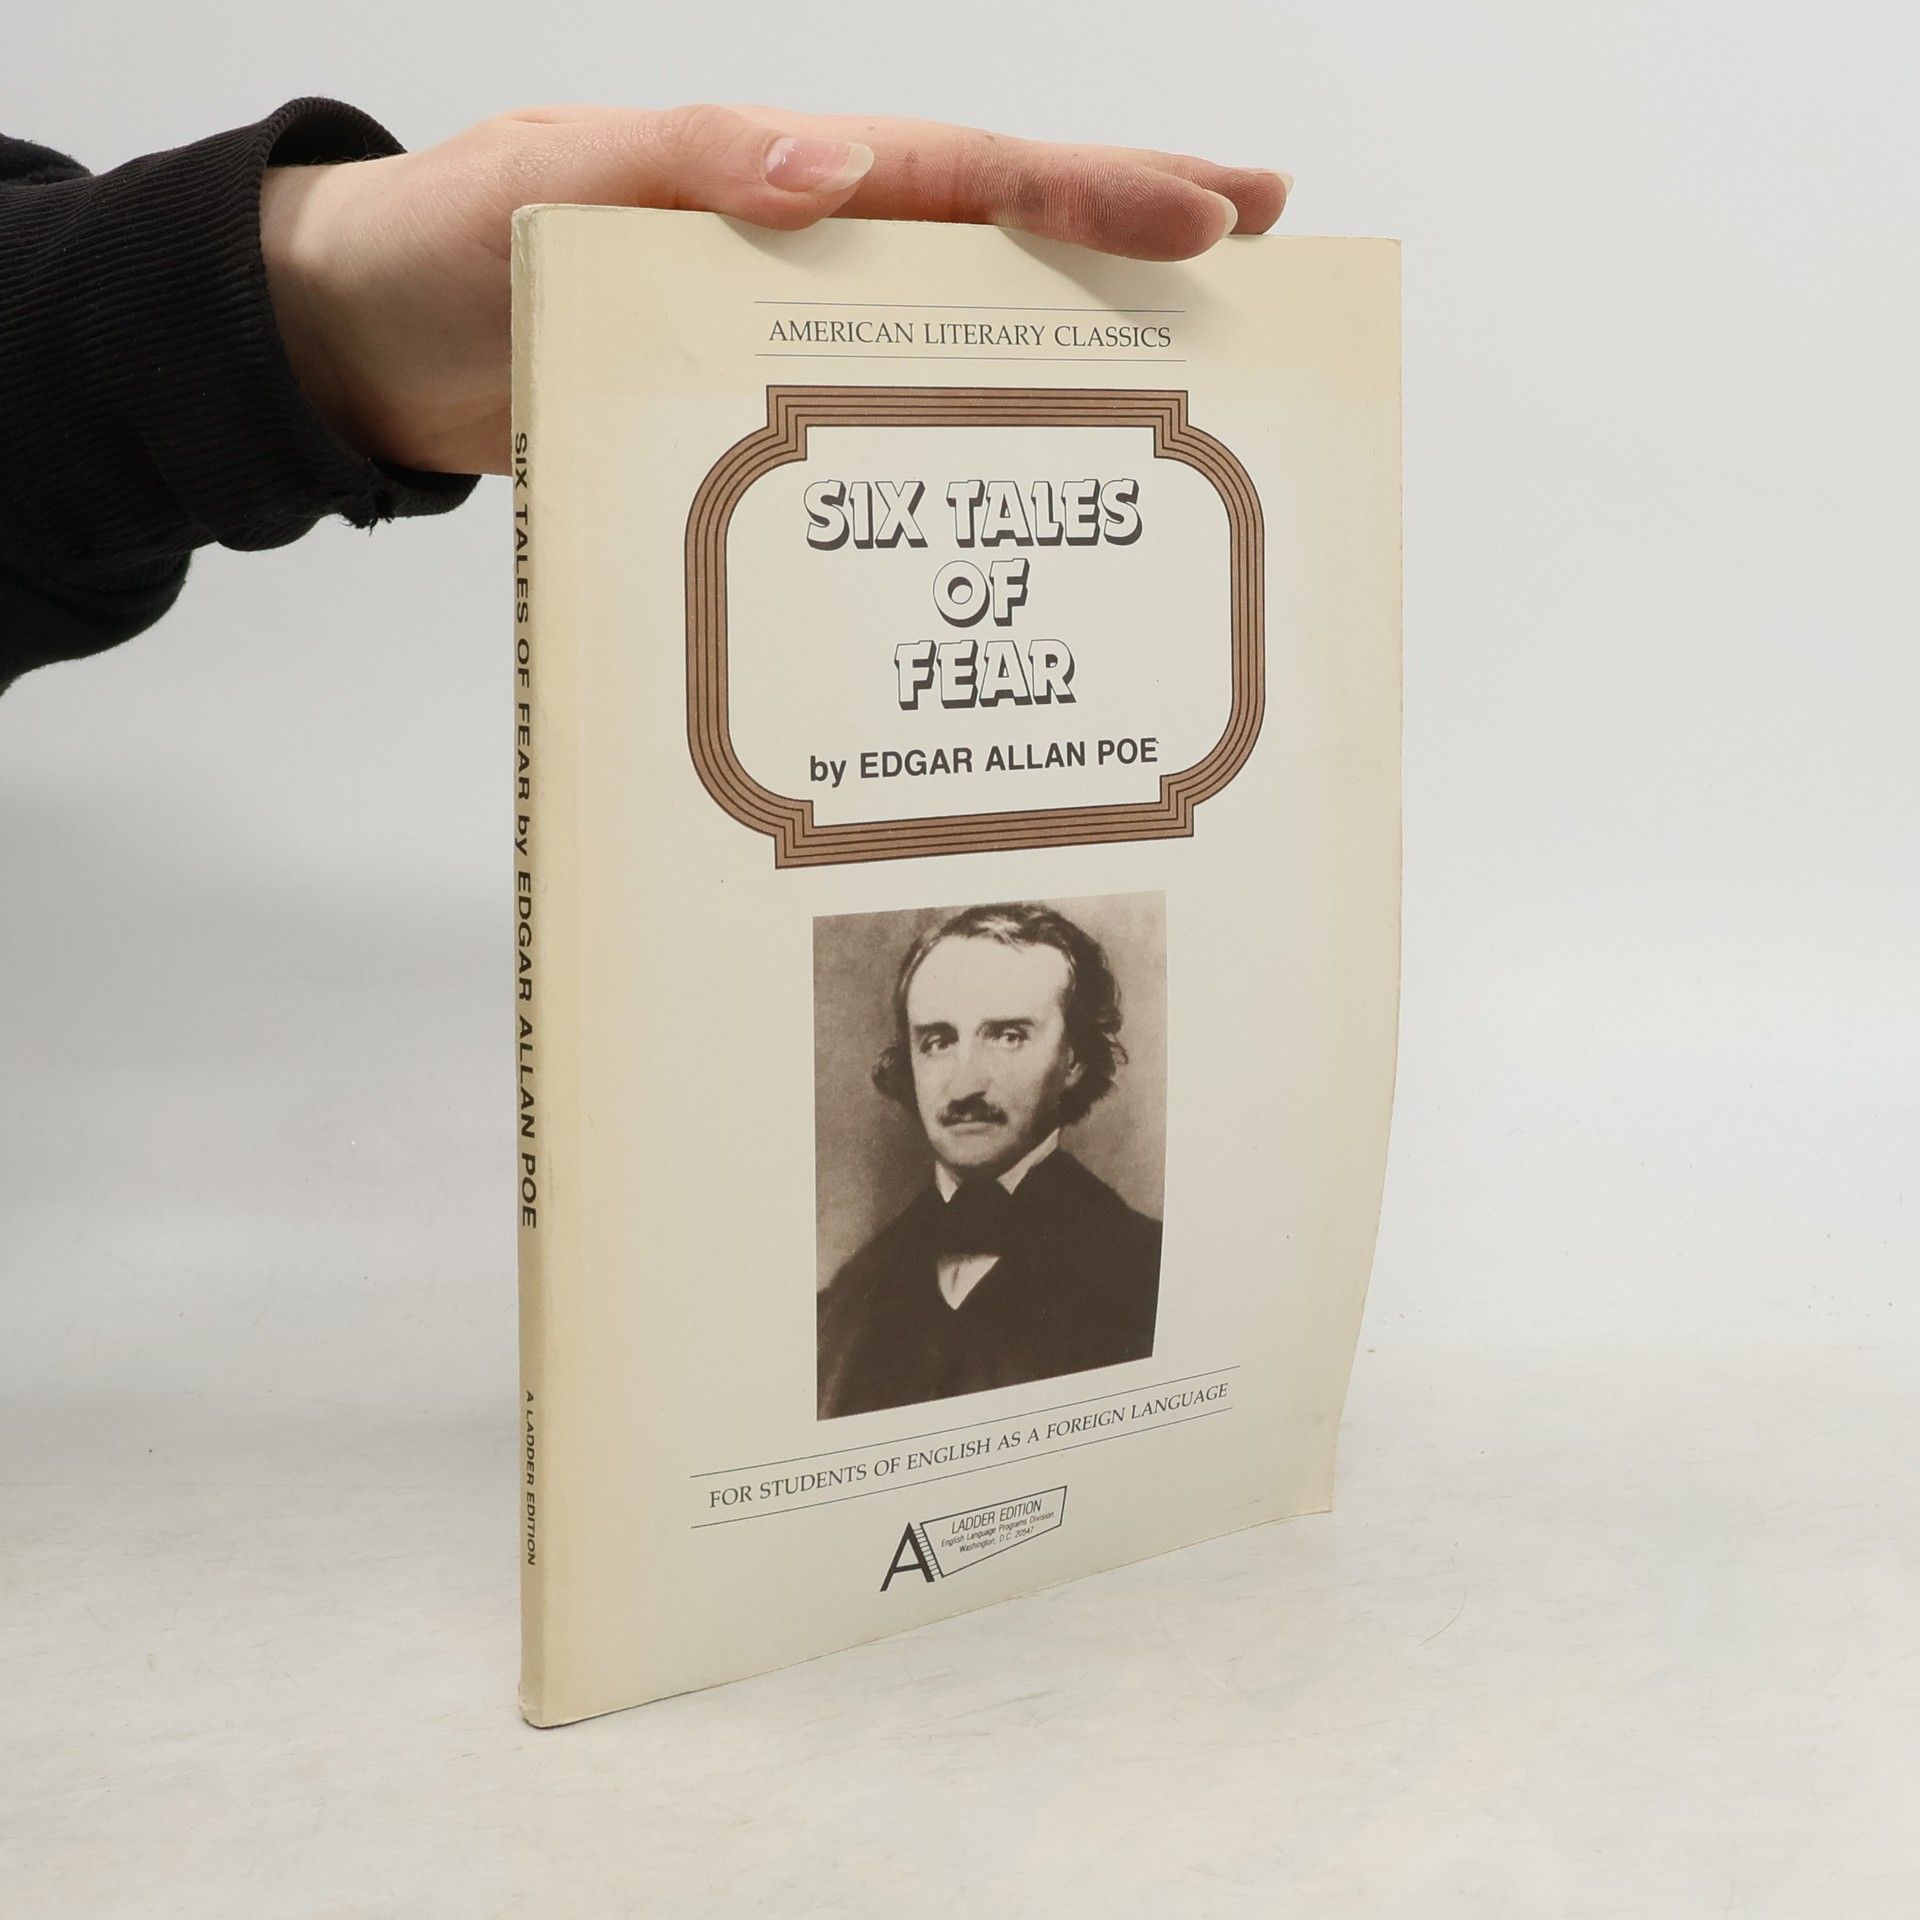 AMERICAN LITERARY CLASSICS
SIX TALES
OF
FEAR
by EDGAR ALLAN POE
FOR STUDENTS OF ENGLISH AS A FOREIGN LANGUAGE
A
LADDER EDITION
English Language Programs Division
Washington, D.C. 20547
SIX TALES OF FEAR by EDGAR ALLAN POE
A LADDER EDITION